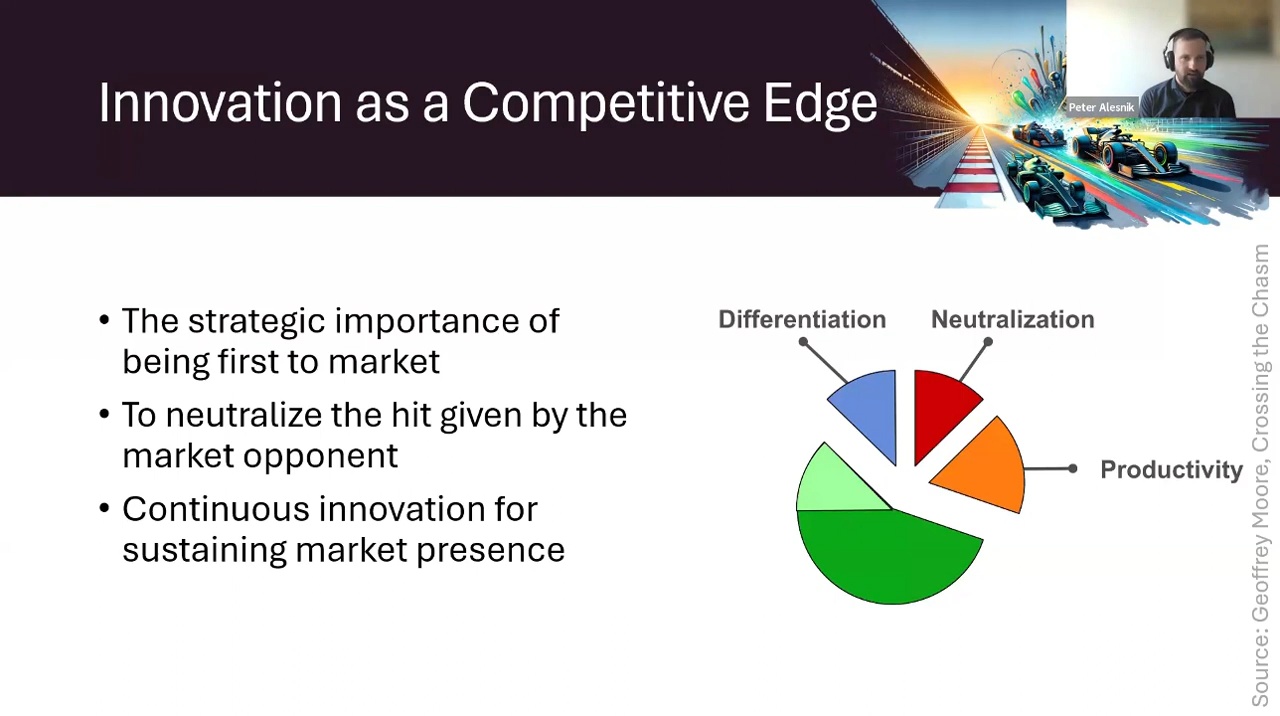 Innovation as a Competitive Edge
Peter Alesnik
• The strategic importance of
being first to market
• To neutralize the hit given by the
market opponent
• Continuous innovation for
sustaining market presence
Differentiation
Neutralization
Productivity
Source: Geoffrey Moore, Crossing the Chasm